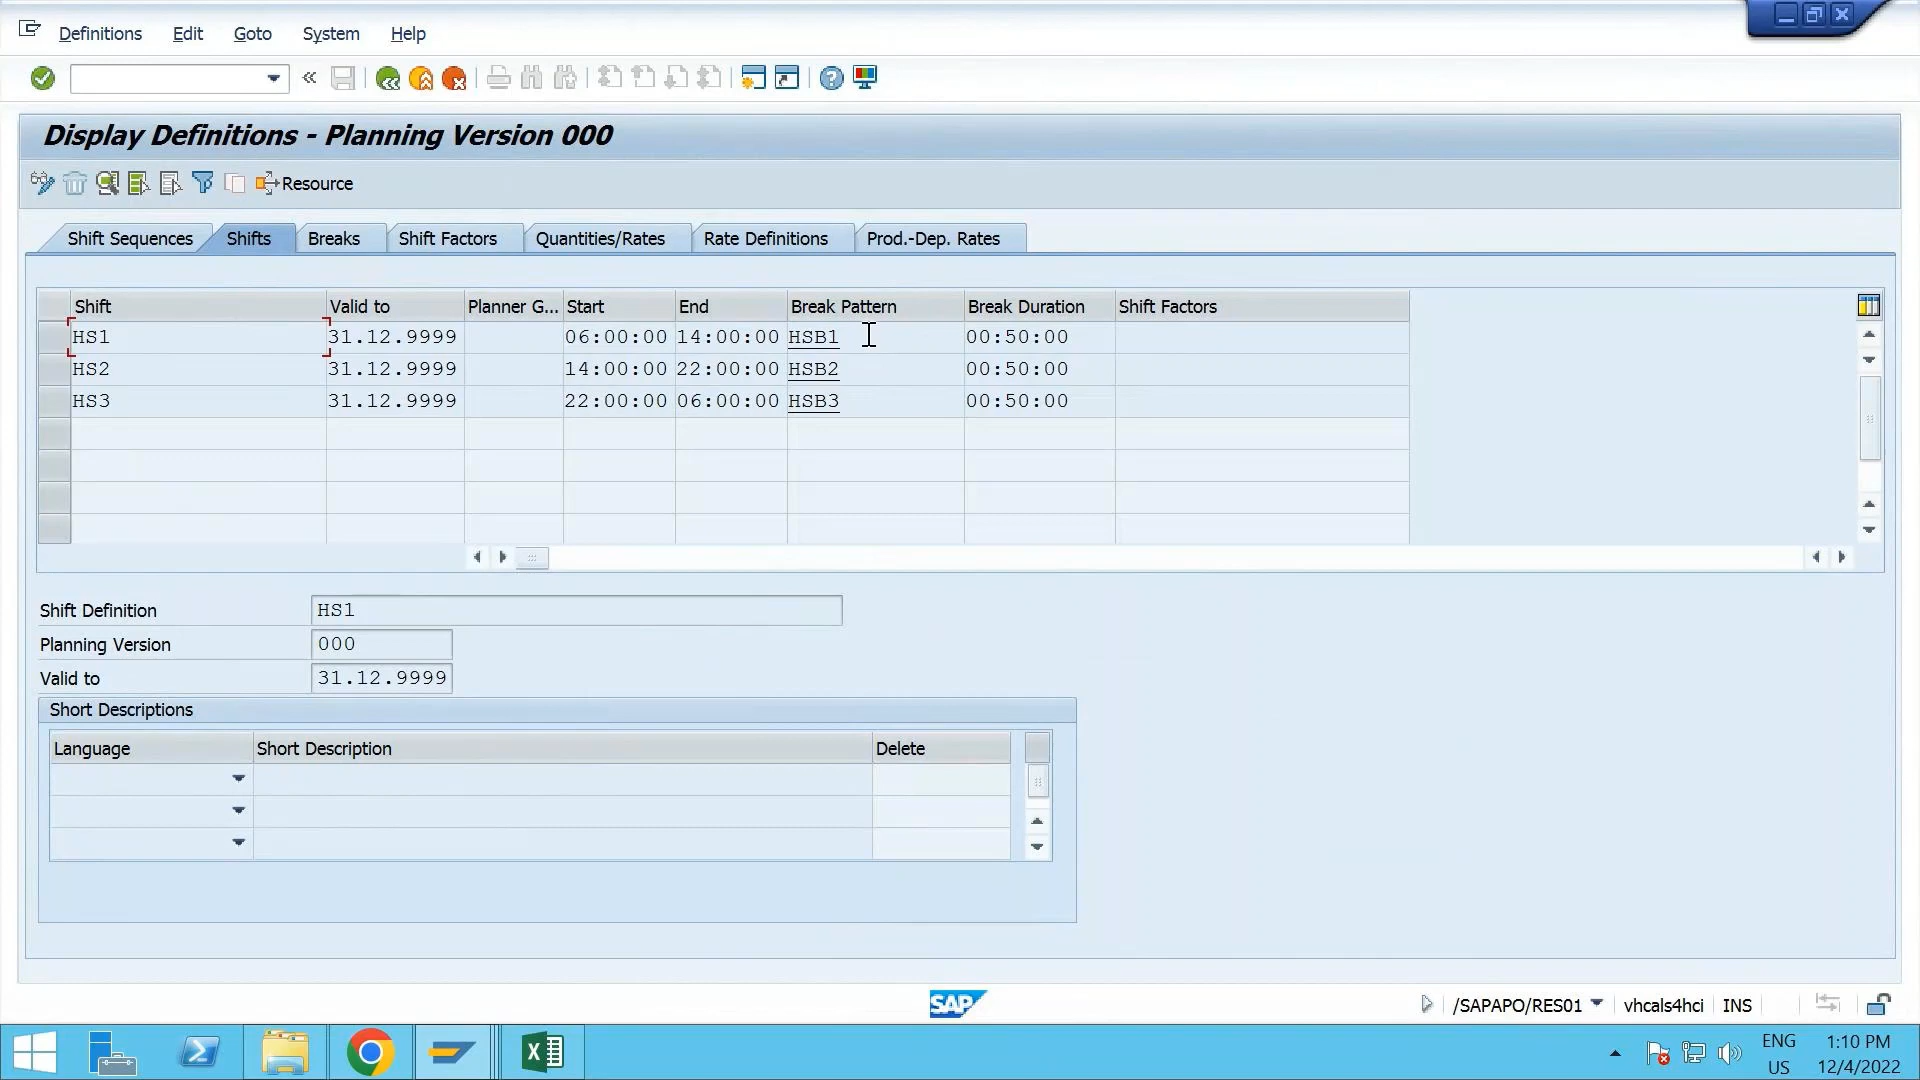 Definitions Edit Goto System Help
Display Definitions - Planning Version 000
Resource
Shift Sequences Shifts Breaks Shift Factors Quantities/Rates Rate Definitions Prod.-Dep. Rates
Shift Valid to Planner G... Start End Break Pattern Break Duration Shift Factors
HS1 31.12.9999 06:00:00 14:00:00 HSB1 00:50:00
HS2 31.12.9999 14:00:00 22:00:00 HSB2 00:50:00
HS3 31.12.9999 22:00:00 06:00:00 HSB3 00:50:00
Shift Definition HS1
Planning Version 000
Valid to 31.12.9999
Short Descriptions
Language Short Description Delete
SAP /SAPAPO/RES01 vhcals4hci INS
ENG 1:10 PM
US 12/4/2022